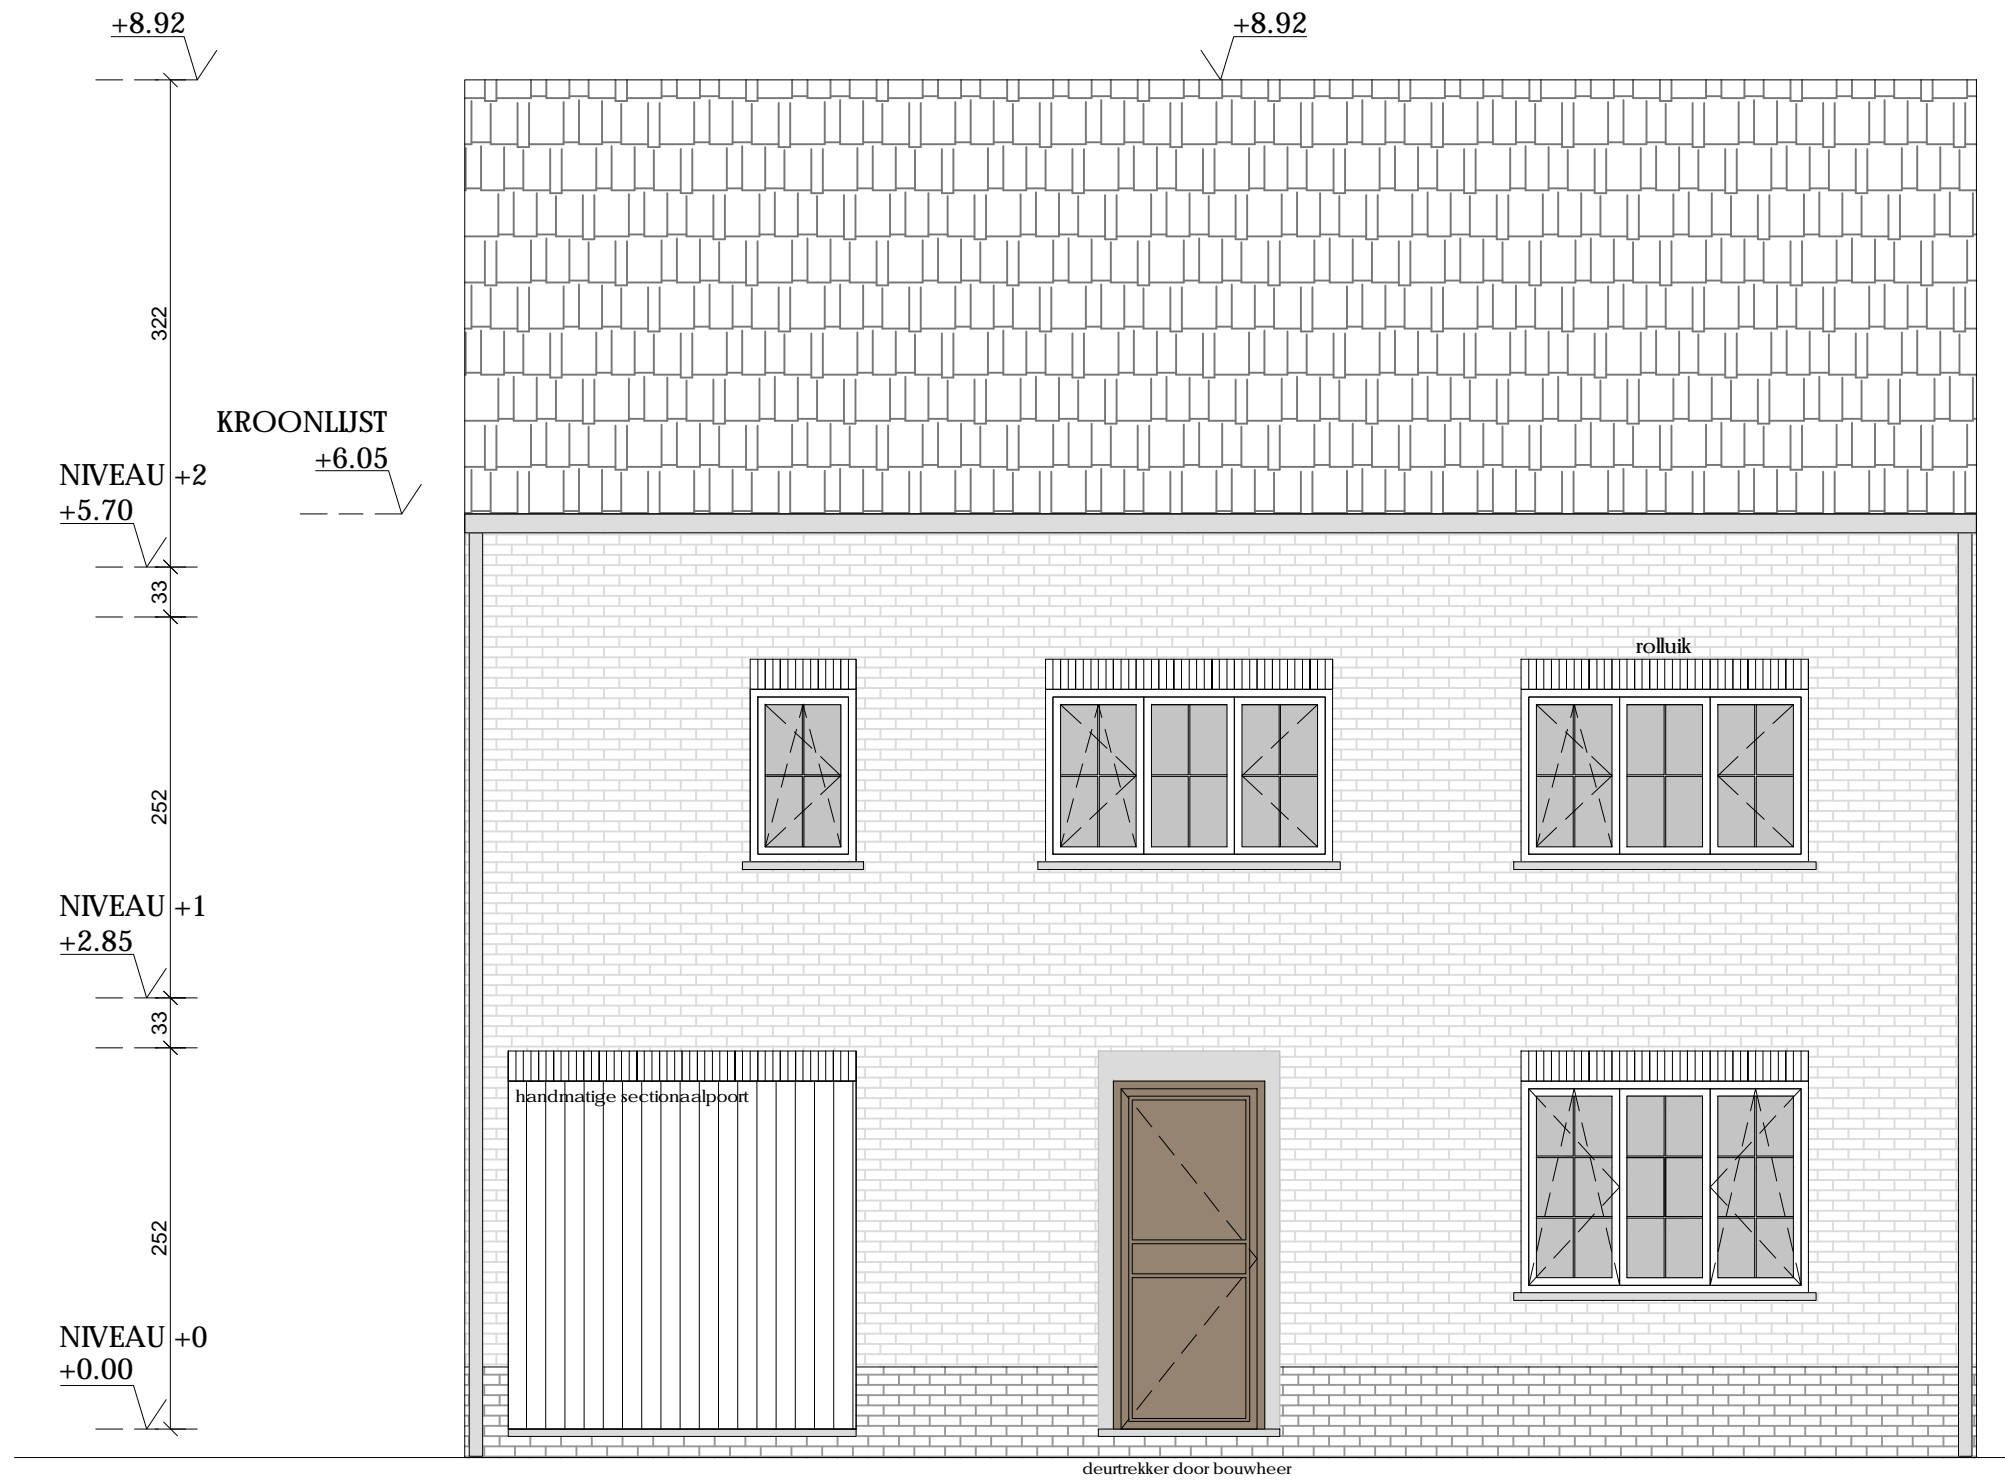 +8.92
+8.92
322
KROONLIJST
+6.05
NIVEAU +2
+5.70
33
rolluik
252
NIVEAU +1
+2.85
33
handmatige sectionaalpoort
252
NIVEAU +0
+0.00
deurtrekker door bouwheer